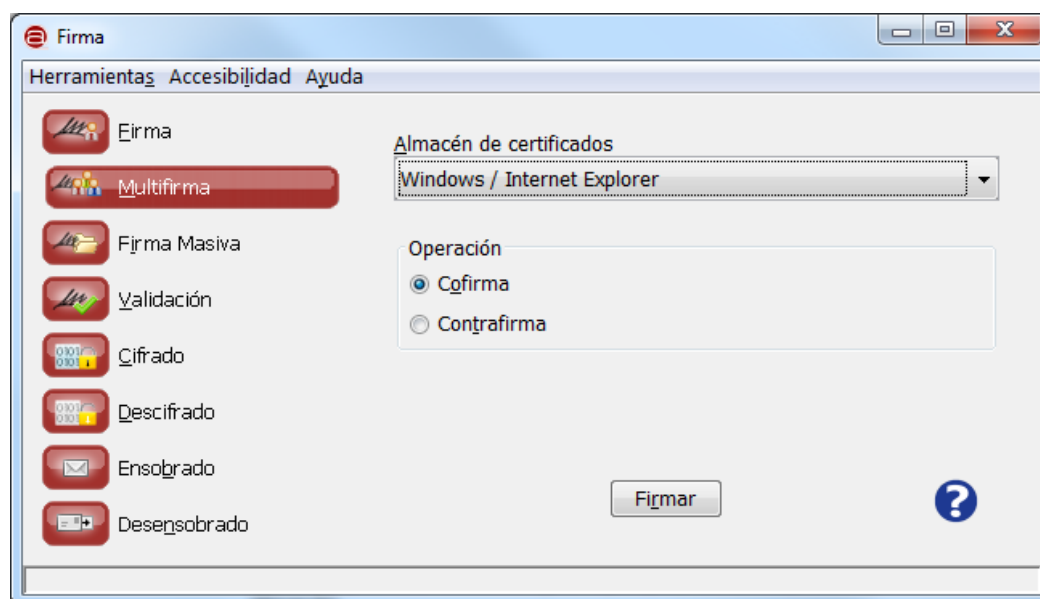 Firma
Herramientas Accesibilidad Ayuda
Firma
Multifirma
Firma Masiva
Validación
Cifrado
Descifrado
Ensobrado
Desensobrado
Almacén de certificados
Windows / Internet Explorer
Operación
Cofirma
Contrafirma
Firmar